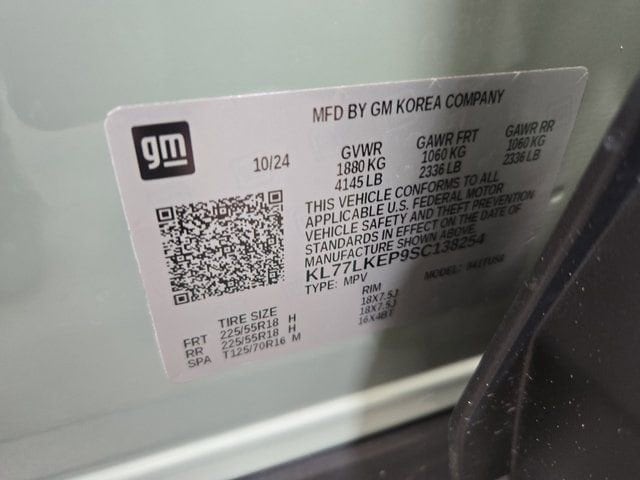 MFD BY GM KOREA COMPANY
gm
10/24
GVWR
1880 KG
4145 LB
GAWR FRT
1060 KG
2336 LB
GAWR RR
1060 KG
2336 LB
THIS VEHICLE CONFORMS TO ALL
APPLICABLE U.S. FEDERAL MOTOR
VEHICLE SAFETY AND THEFT PREVENTION
STANDARDS IN EFFECT ON THE DATE OF
MANUFACTURE SHOWN ABOVE.
KL77LKEP9SC138254
TYPE: MPV
MODEL:
TIRE SIZE
RIM
FRT 225/55R18 H 18X7.5J
RR 225/55R18 H 18X7.5J
SPA T125/70R16 M 16X4BT